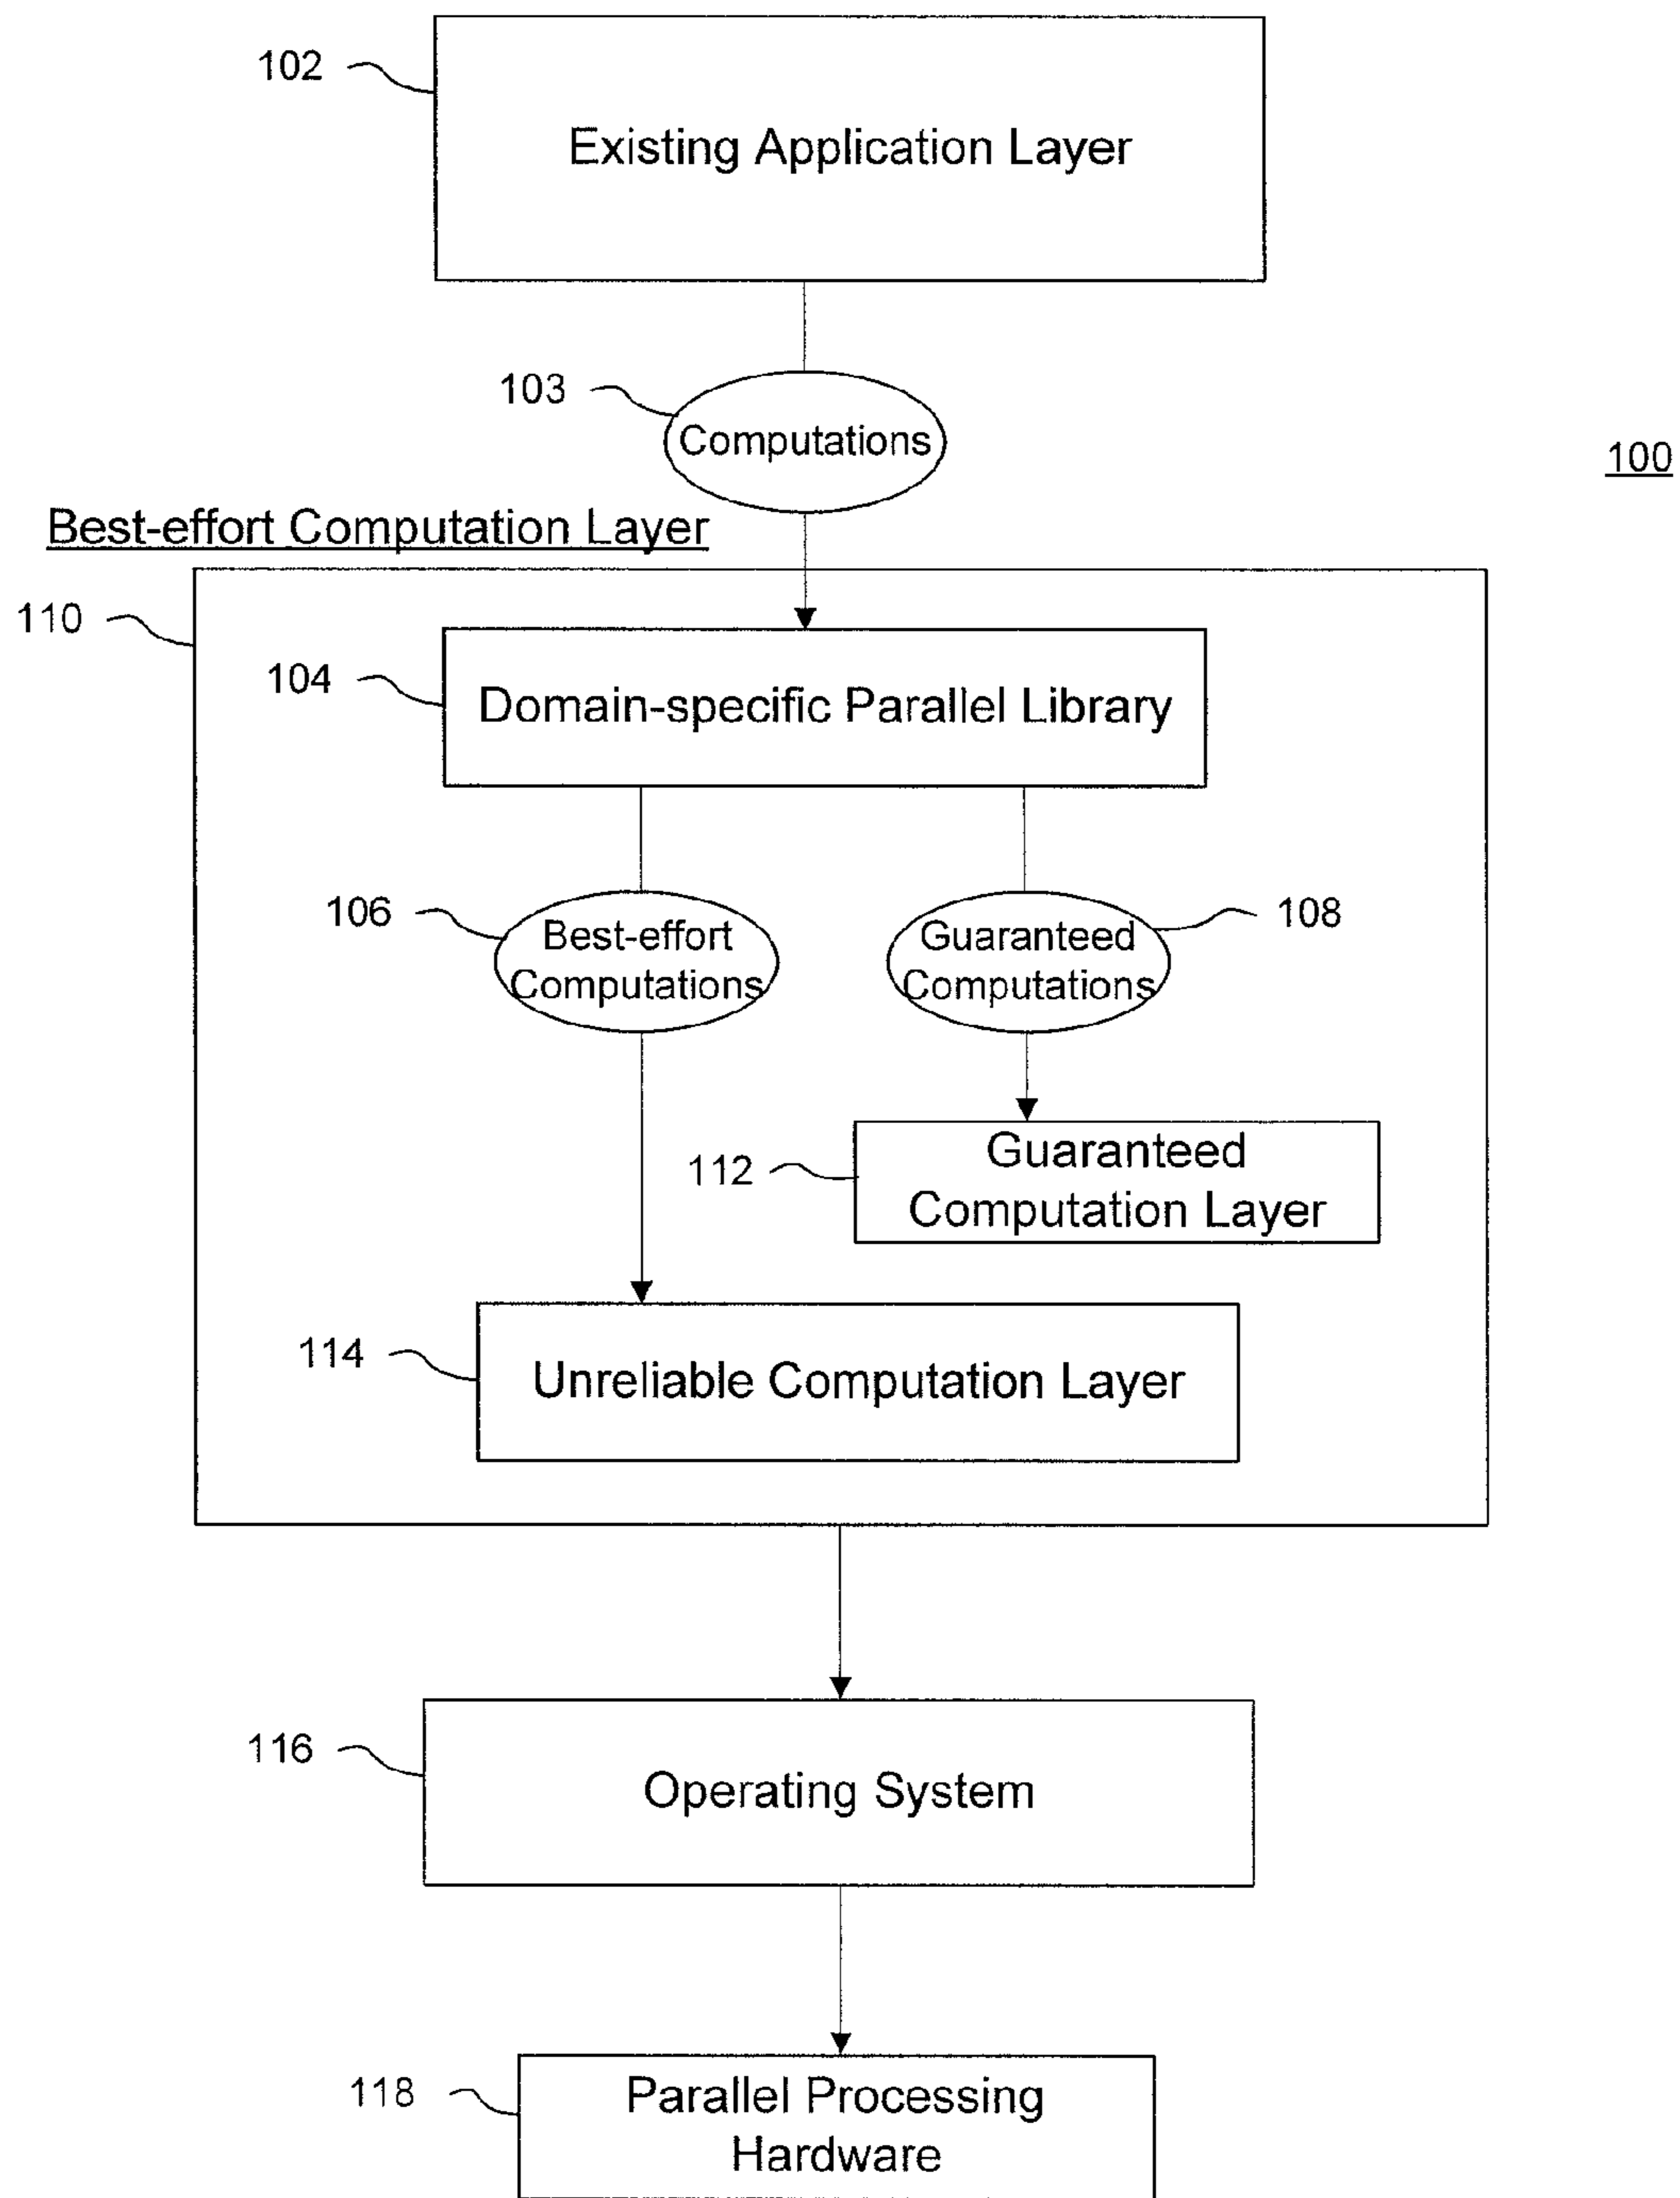 102
Existing Application Layer
103
Computations
100
Best-effort Computation Layer
110
104
Domain-specific Parallel Library
106
Best-effort
Computations
Guaranteed
Computations
108
112
Guaranteed
Computation Layer
114
Unreliable Computation Layer
116
Operating System
118
Parallel Processing
Hardware